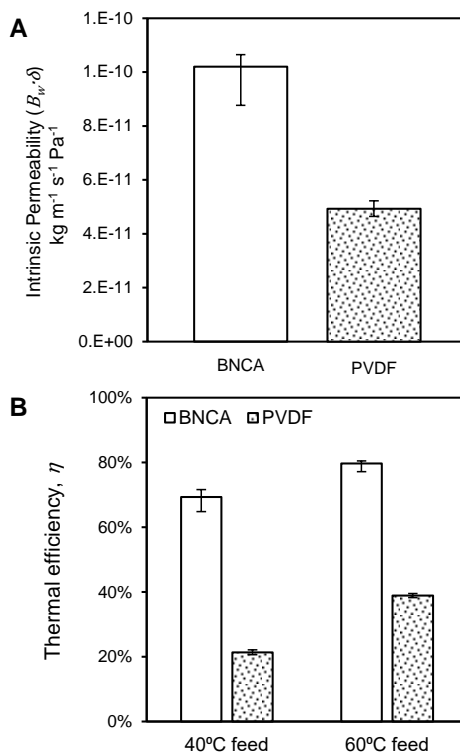 A
Intrinsic Permeability (Bw·δ)
kg m⁻¹ s⁻¹ Pa⁻¹
1.E-10
1.E-10
8.E-11
6.E-11
4.E-11
2.E-11
0.E+00
BNCA PVDF
B
Thermal efficiency, η
100%
80%
60%
40%
20%
0%
BNCA PVDF
40ºC feed 60ºC feed